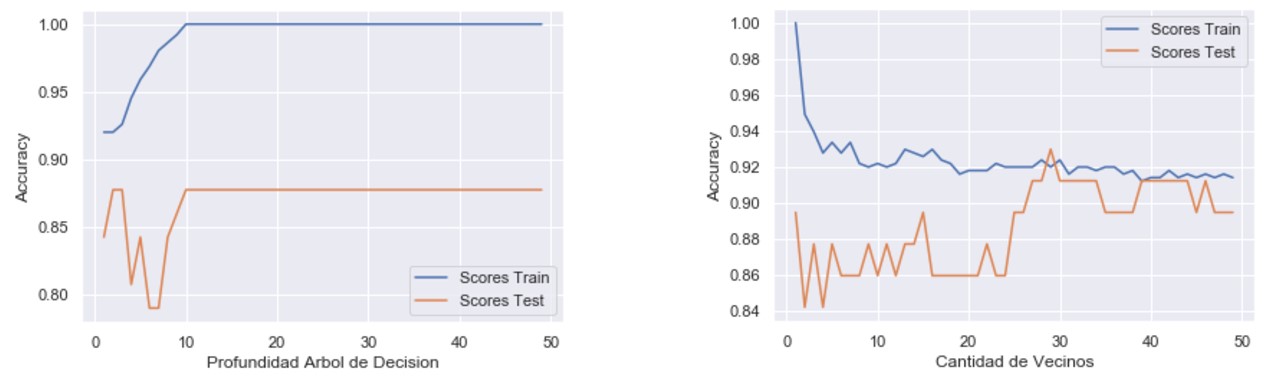 1.00
0.95
0.90
0.85
0.80
Accuracy
Scores Train
Scores Test
0 10 20 30 40 50
Profundidad Arbol de Decision
1.00
0.98
0.96
0.94
0.92
0.90
0.88
0.86
0.84
Accuracy
Scores Train
Scores Test
0 10 20 30 40 50
Cantidad de Vecinos